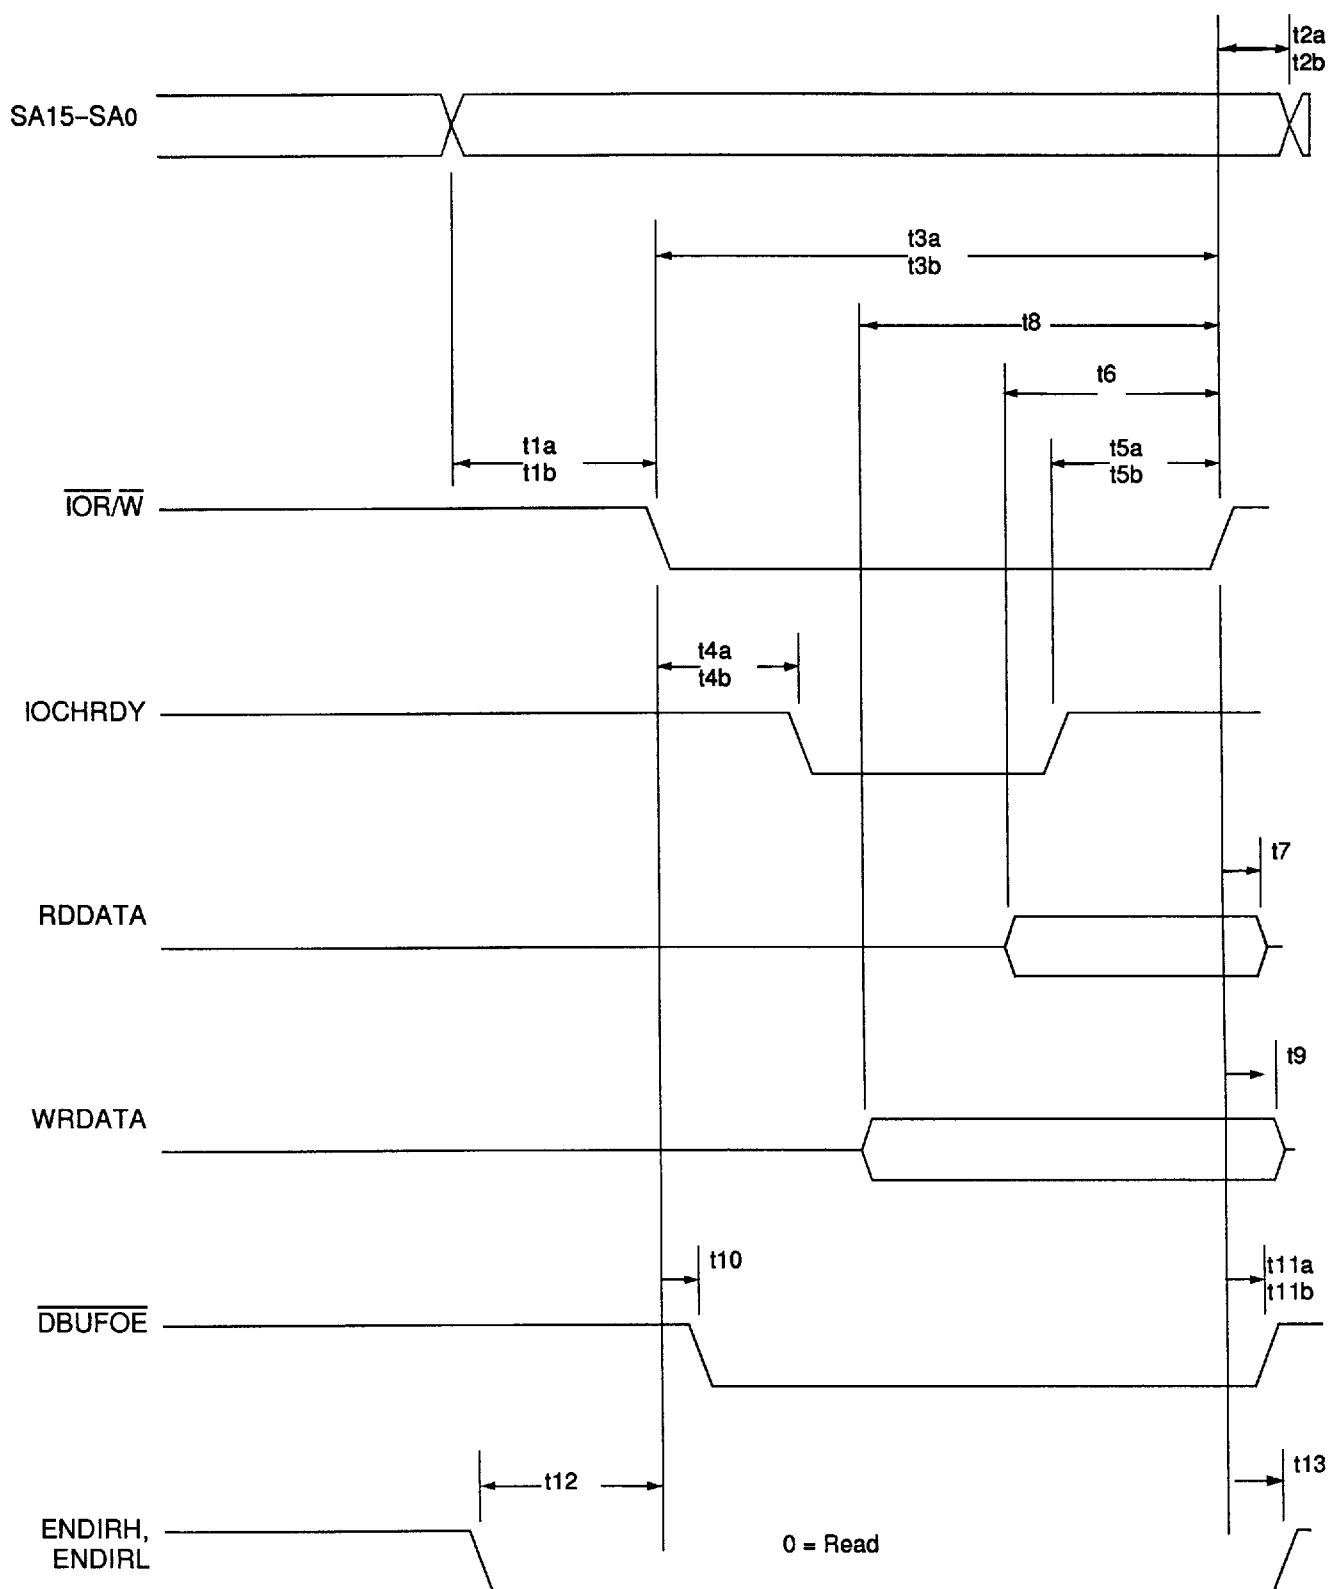 t2a
t2b
SA15–SA0
t3a
t3b
t8
t6
t1a
t1b
t5a
t5b
IOR/W
t4a
t4b
IOCHRDY
t7
RDDATA
t9
WRDATA
t10
t11a
t11b
DBUFOE
t12
t13
ENDIRH,
ENDIRL
0 = Read